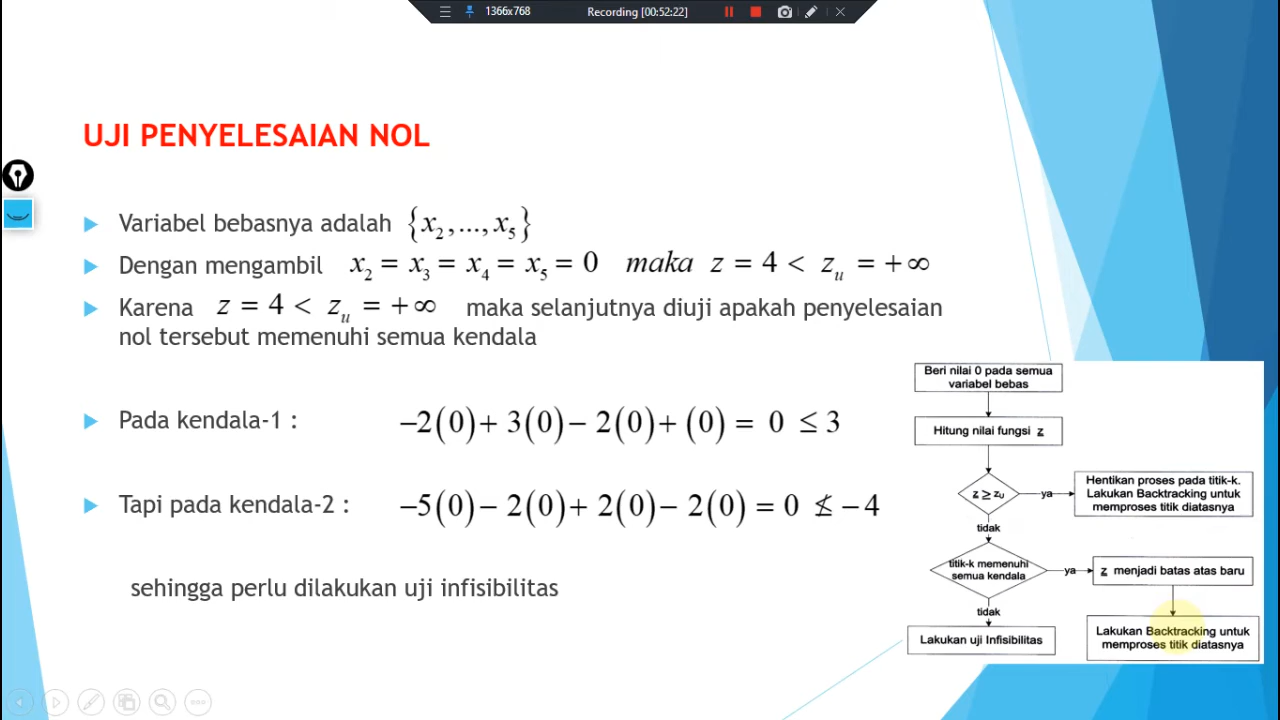 1366x768
Recording [00:52:22]
UJI PENYELESAIAN NOL
Variabel bebasnya adalah {x₂,...,x₅}
Dengan mengambil x₂ = x₃ = x₄ = x₅ = 0 maka z = 4 < zᵤ = +∞
Karena z = 4 < zᵤ = +∞ maka selanjutnya diuji apakah penyelesaian
nol tersebut memenuhi semua kendala
Pada kendala-1 : −2(0)+ 3(0)− 2(0)+ (0) = 0 ≤ 3
Tapi pada kendala-2 : −5(0)− 2(0)+ 2(0)− 2(0) = 0 ≰ −4
sehingga perlu dilakukan uji infisibilitas
Beri nilai 0 pada semua
variabel bebas
Hitung nilai fungsi z
z ≥ zᵤ
ya
Hentikan proses pada titik-k.
Lakukan Backtracking untuk
memproses titik diatasnya
tidak
titik-k memenuhi
semua kendala
ya
z menjadi batas atas baru
tidak
Lakukan uji Infisibilitas
Lakukan Backtracking untuk
memproses titik diatasnya